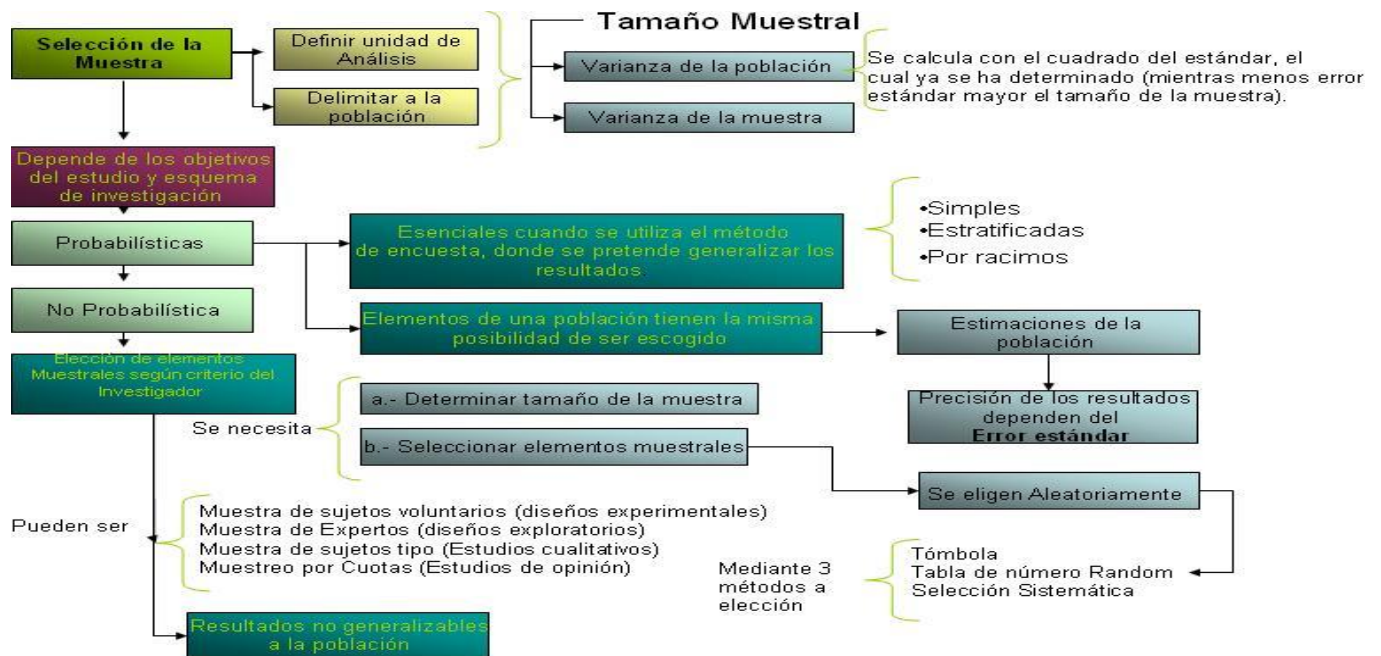 Tamaño Muestral
Selección de la
Muestra
Definir unidad de
Análisis
Delimitar a la
población
Varianza de la población
Se calcula con el cuadrado del estándar, el
cual ya se ha determinado (mientras menos error
estándar mayor el tamaño de la muestra).
Varianza de la muestra
Depende de los objetivos
del estudio y esquema
de investigación
Probabilísticas
Esenciales cuando se utiliza el método
de encuesta, donde se pretende generalizar los
resultados
•Simples
•Estratificadas
•Por racimos
No Probabilística
Elementos de una población tienen la misma
posibilidad de ser escogido
Estimaciones de la
población
Elección de elementos
Muestrales según criterio del
Investigador
Precisión de los resultados
dependen del
Error estándar
Se necesita
a.- Determinar tamaño de la muestra
b.- Seleccionar elementos muestrales
Se eligen Aleatoriamente
Pueden ser
Muestra de sujetos voluntarios (diseños experimentales)
Muestra de Expertos (diseños exploratorios)
Muestra de sujetos tipo (Estudios cualitativos)
Muestreo por Cuotas (Estudios de opinión)
Mediante 3
métodos a
elección
Tómbola
Tabla de número Random
Selección Sistemática
Resultados no generalizables
a la población